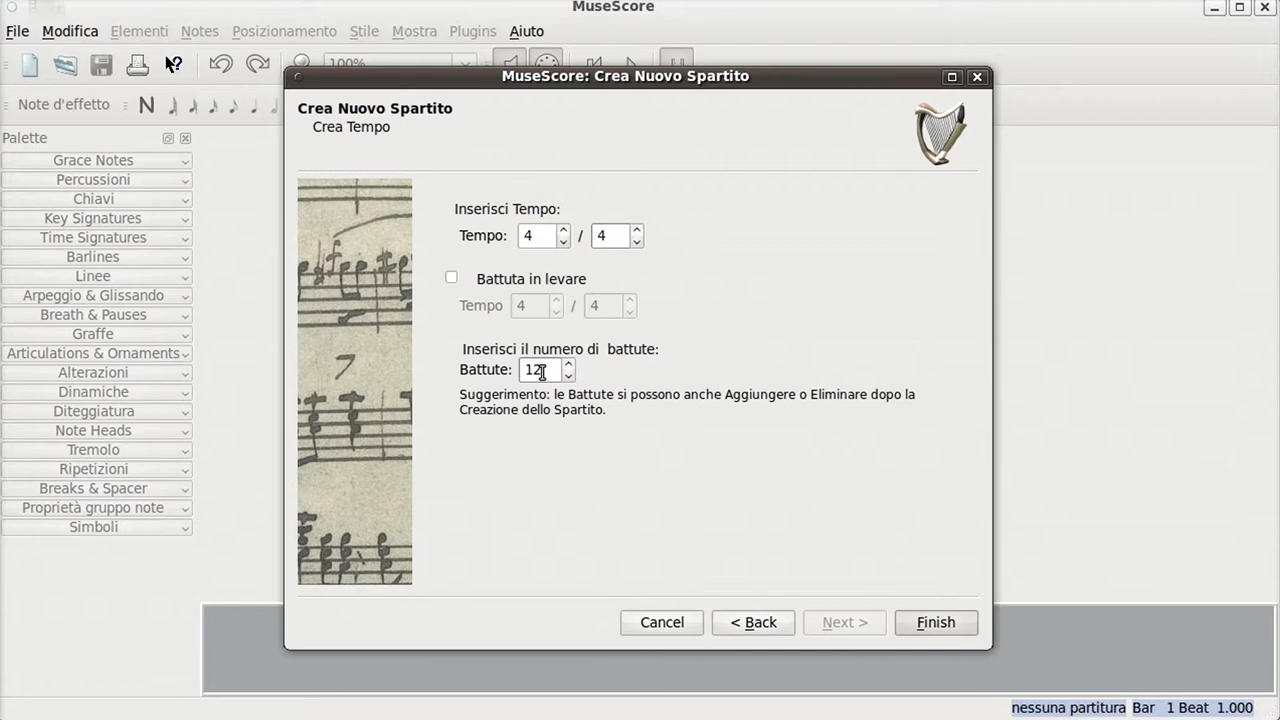 MuseScore
File Modifica Elementi Notes Posizionamento Stile Mostra Plugins Aiuto
100%
MuseScore: Crea Nuovo Spartito
Note d'effetto N
Crea Nuovo Spartito
Crea Tempo
Palette
Grace Notes
Percussioni
Chiavi
Key Signatures
Time Signatures
Barlines
Linee
Arpeggio & Glissando
Breath & Pauses
Graffe
Articulations & Ornaments
Alterazioni
Dinamiche
Diteggiatura
Note Heads
Tremolo
Ripetizioni
Breaks & Spacer
Proprietà gruppo note
Simboli
7
Inserisci Tempo:
Tempo: 4 / 4
Battuta in levare
Tempo 4 / 4
Inserisci il numero di battute:
Battute: 12
Suggerimento: le Battute si possono anche Aggiungere o Eliminare dopo la
Creazione dello Spartito.
Cancel < Back Next > Finish
nessuna partitura Bar 1 Beat 1.000